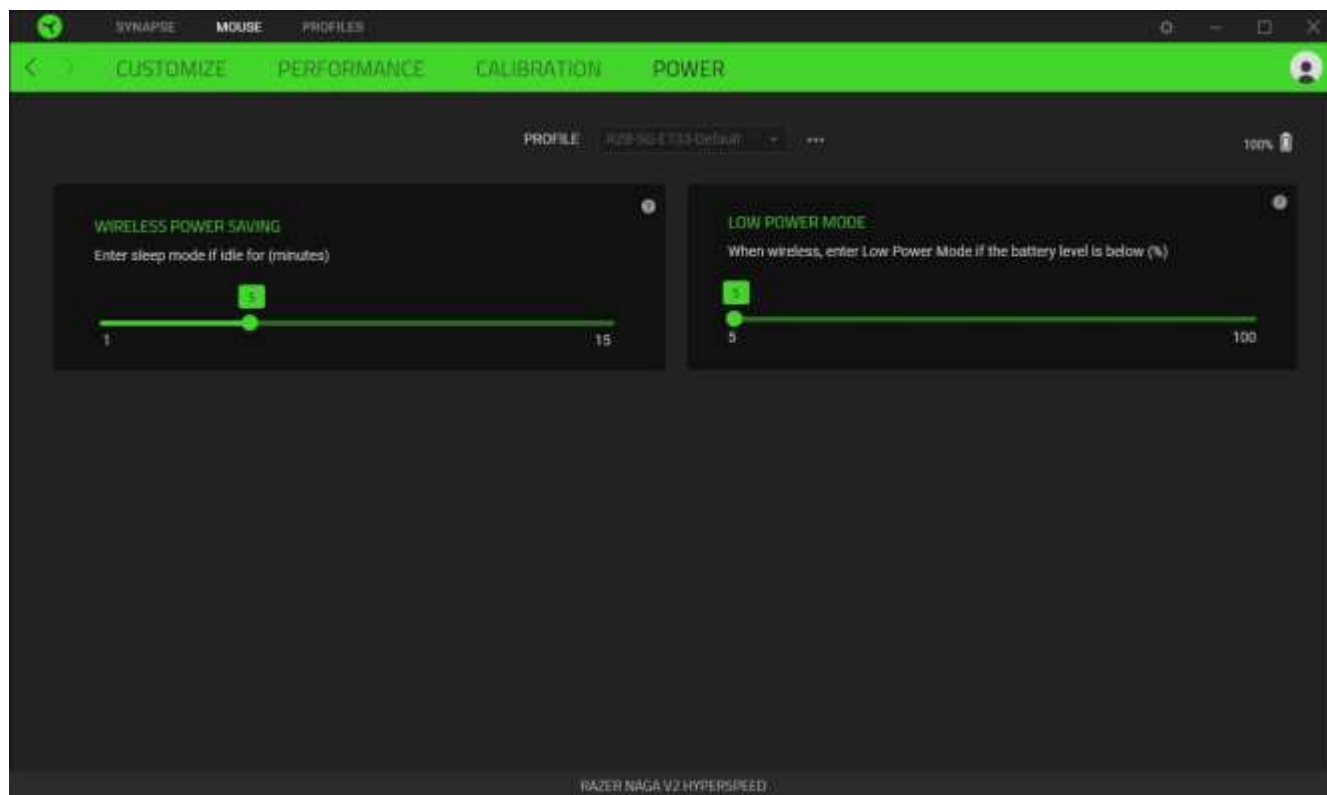 SYNAPSE MOUSE PROFILES
CUSTOMIZE PERFORMANCE CALIBRATION POWER
PROFILE
100%
WIRELESS POWER SAVING
Enter sleep mode if idle for (minutes)
5
1 15
LOW POWER MODE
When wireless, enter Low Power Mode if the battery level is below (%)
5
5 100
RAZER NAGA V2 HYPERSPEED